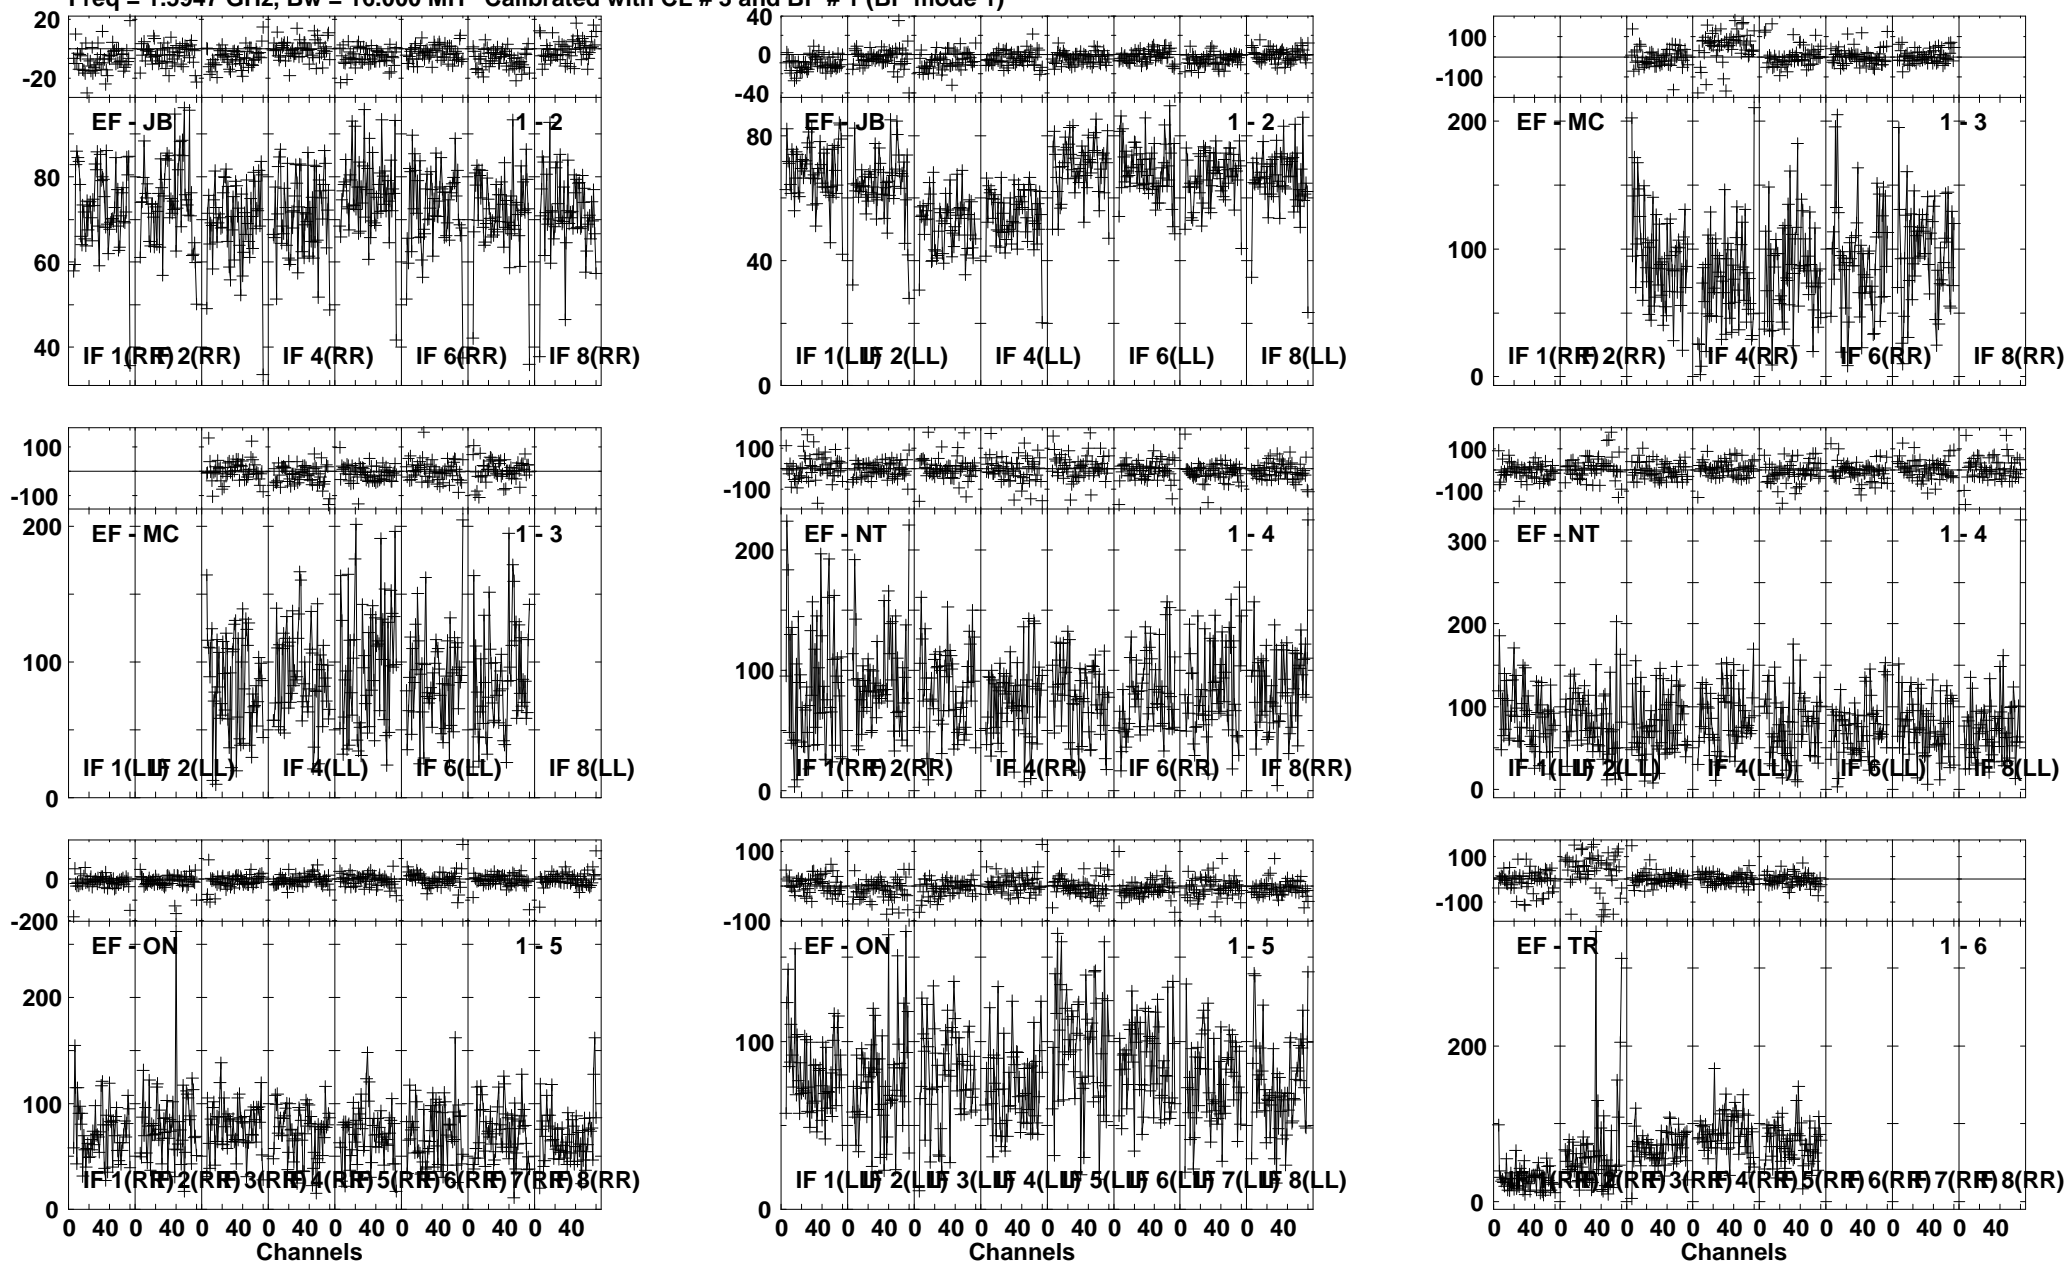 Freq = 1.5947 GHz, Bw = 16.000 MH Calibrated with CL # 3 and BP # 1 (BP mode 1)
20
-20
EF - JB 1 - 2
80
60
40
IF 1(RR) IF 2(RR) IF 4(RR) IF 6(RR) IF 8(RR)
40
0
-40
EF - JB 1 - 2
80
40
0
IF 1(LL) IF 2(LL) IF 4(LL) IF 6(LL) IF 8(LL)
100
-100
EF - MC 1 - 3
200
100
0
IF 1(RR) IF 2(RR) IF 4(RR) IF 6(RR) IF 8(RR)
100
-100
EF - MC 1 - 3
200
100
0
IF 1(LL) IF 2(LL) IF 4(LL) IF 6(LL) IF 8(LL)
100
-100
EF - NT 1 - 4
200
100
0
IF 1(RR) IF 2(RR) IF 4(RR) IF 6(RR) IF 8(RR)
100
-100
EF - NT 1 - 4
300
200
100
0
IF 1(LL) IF 2(LL) IF 4(LL) IF 6(LL) IF 8(LL)
0
-200
EF - ON 1 - 5
200
100
0
IF 1(RR) IF 2(RR) IF 3(RR) IF 4(RR) IF 5(RR) IF 6(RR) IF 7(RR) IF 8(RR)
0 40 0 40 0 40 0 40 0 40 0 40 0 40 0 40
Channels
100
-100
EF - ON 1 - 5
100
0
IF 1(LL) IF 2(LL) IF 3(LL) IF 4(LL) IF 5(LL) IF 6(LL) IF 7(LL) IF 8(LL)
0 40 0 40 0 40 0 40 0 40 0 40 0 40 0 40
Channels
100
-100
EF - TR 1 - 6
200
0
IF 1(RR) IF 2(RR) IF 3(RR) IF 4(RR) IF 5(RR) IF 6(RR) IF 7(RR) IF 8(RR)
0 40 0 40 0 40 0 40 0 40 0 40 0 40 0 40
Channels